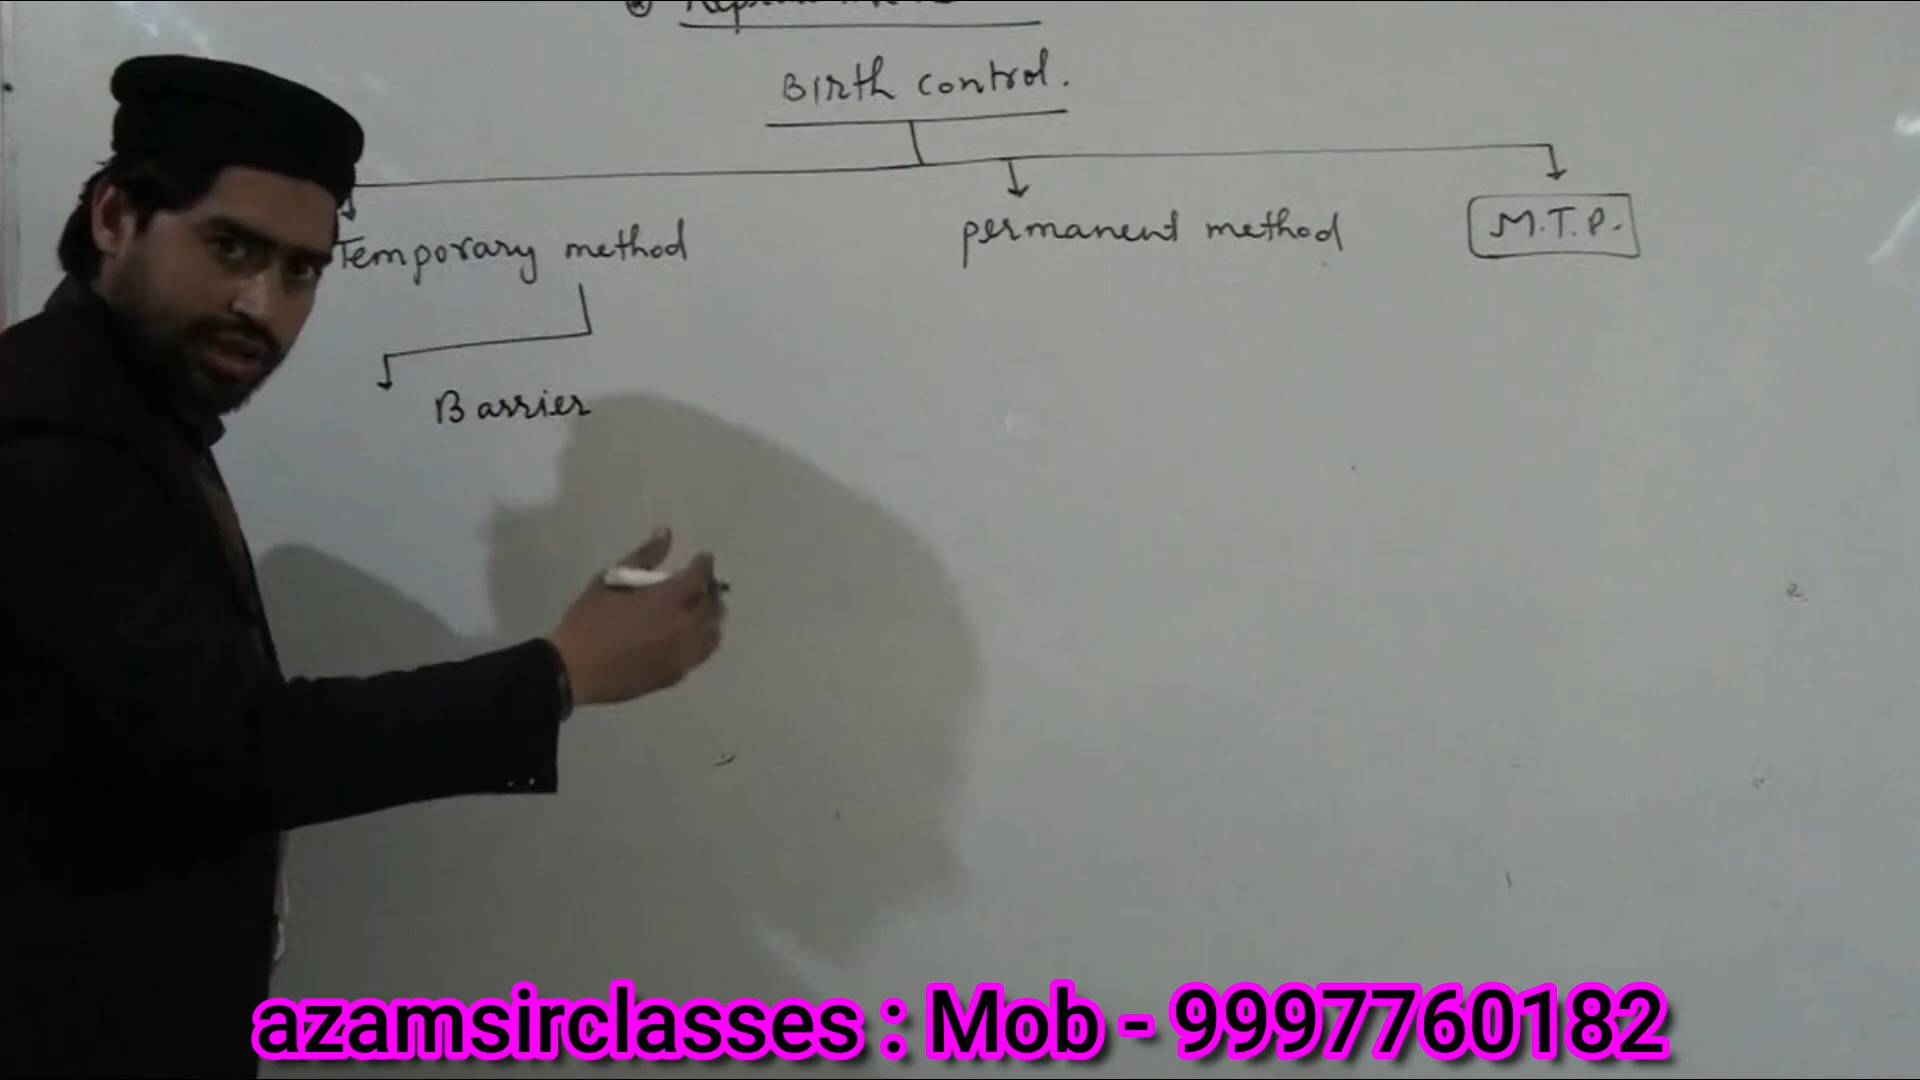 Birth control.
Temporary method permanent method M.T.P.
Barrier
azamsirclasses : Mob - 9997760182